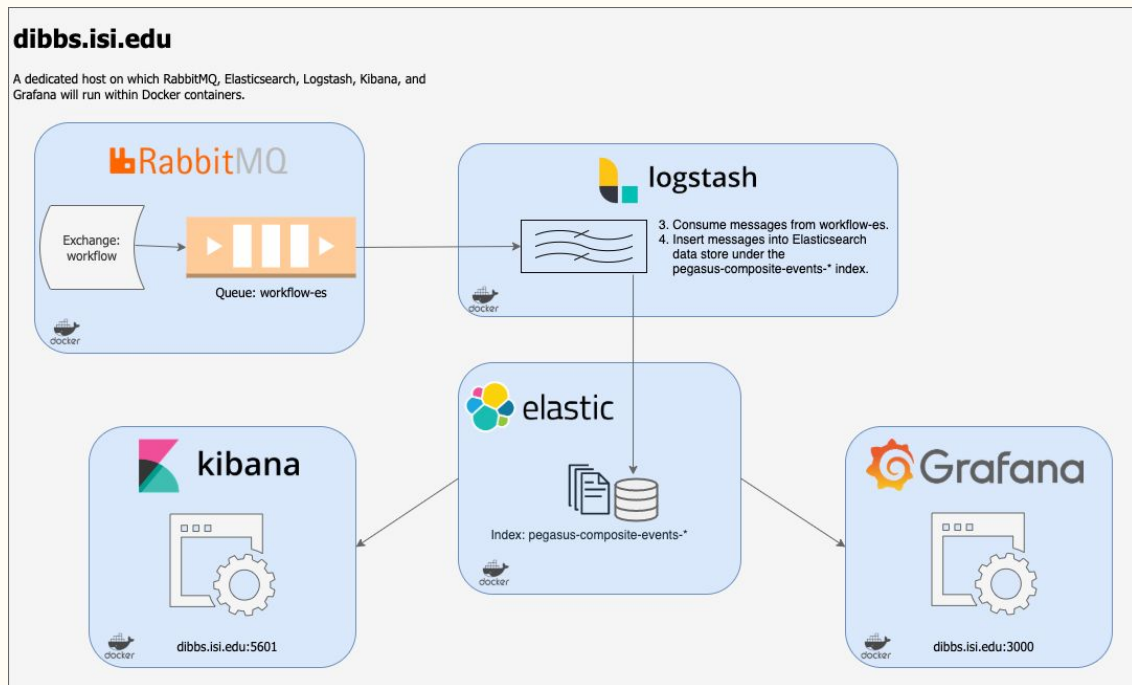 dibbs.isi.edu
A dedicated host on which RabbitMQ, Elasticsearch, Logstash, Kibana, and
Grafana will run within Docker containers.
RabbitMQ
Exchange:
workflow
Queue: workflow-es
docker
logstash
3. Consume messages from workflow-es.
4. Insert messages into Elasticsearch
data store under the
pegasus-composite-events-* index.
docker
elastic
Index: pegasus-composite-events-*
docker
kibana
dibbs.isi.edu:5601
docker
Grafana
dibbs.isi.edu:3000
docker